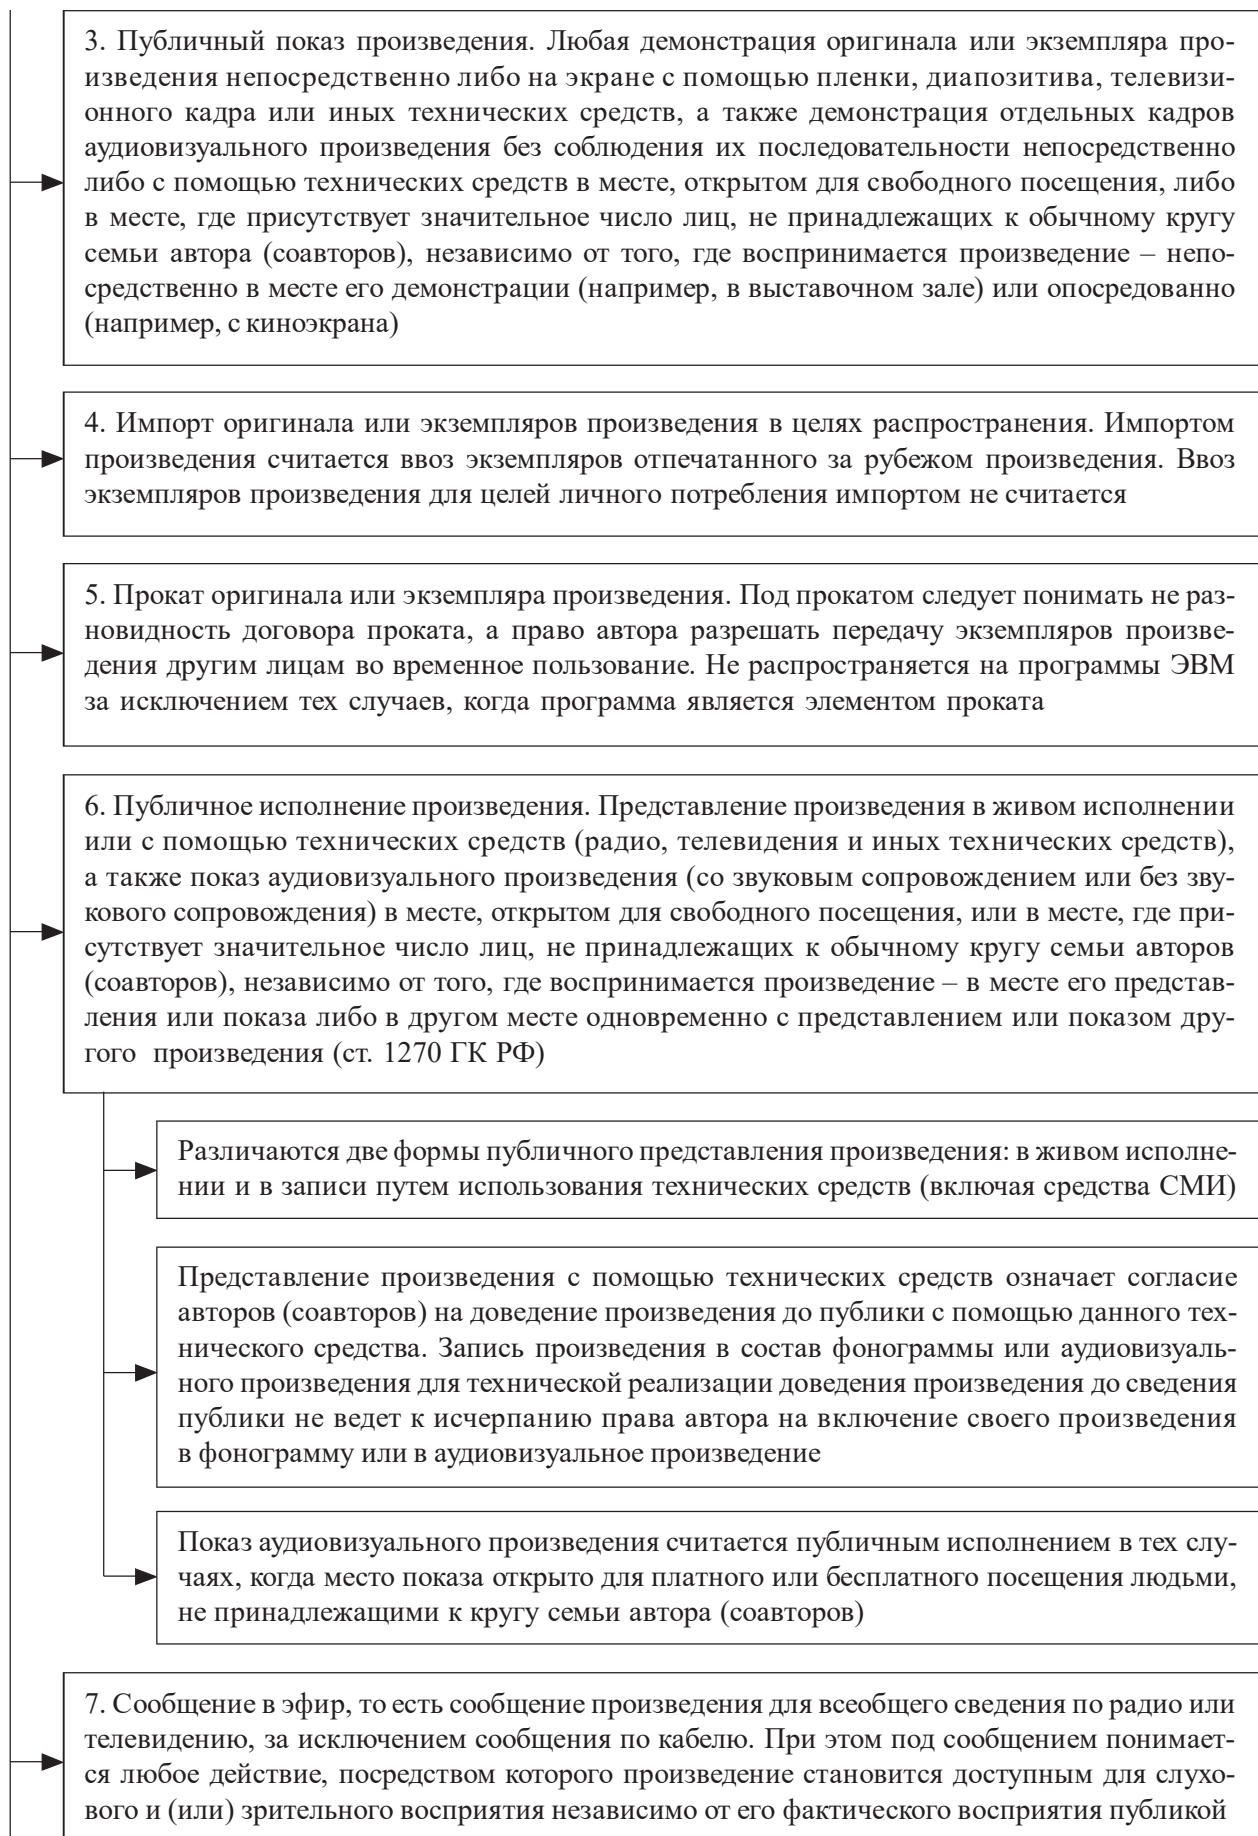 3. Публичный показ произведения. Любая демонстрация оригинала или экземпляра про-
изведения непосредственно либо на экране с помощью пленки, диапозитива, телевизи-
онного кадра или иных технических средств, а также демонстрация отдельных кадров
аудиовизуального произведения без соблюдения их последовательности непосредственно
либо с помощью технических средств в месте, открытом для свободного посещения, либо
в месте, где присутствует значительное число лиц, не принадлежащих к обычному кругу
семьи автора (соавторов), независимо от того, где воспринимается произведение – непо-
средственно в месте его демонстрации (например, в выставочном зале) или опосредованно
(например, с киноэкрана)
4. Импорт оригинала или экземпляров произведения в целях распространения. Импортом
произведения считается ввоз экземпляров отпечатанного за рубежом произведения. Ввоз
экземпляров произведения для целей личного потребления импортом не считается
5. Прокат оригинала или экземпляра произведения. Под прокатом следует понимать не раз-
новидность договора проката, а право автора разрешать передачу экземпляров произве-
дения другим лицам во временное пользование. Не распространяется на программы ЭВМ
за исключением тех случаев, когда программа является элементом проката
6. Публичное исполнение произведения. Представление произведения в живом исполнении
или с помощью технических средств (радио, телевидения и иных технических средств),
а также показ аудиовизуального произведения (со звуковым сопровождением или без зву-
кового сопровождения) в месте, открытом для свободного посещения, или в месте, где при-
сутствует значительное число лиц, не принадлежащих к обычному кругу семьи авторов
(соавторов), независимо от того, где воспринимается произведение – в месте его представ-
ления или показа либо в другом месте одновременно с представлением или показом дру-
гого произведения (ст. 1270 ГК РФ)
Различаются две формы публичного представления произведения: в живом исполне-
нии и в записи путем использования технических средств (включая средства СМИ)
Представление произведения с помощью технических средств означает согласие
авторов (соавторов) на доведение произведения до публики с помощью данного тех-
нического средства. Запись произведения в состав фонограммы или аудиовизуаль-
ного произведения для технической реализации доведения произведения до сведения
публики не ведет к исчерпанию права автора на включение своего произведения
в фонограмму или в аудиовизуальное произведение
Показ аудиовизуального произведения считается публичным исполнением в тех слу-
чаях, когда место показа открыто для платного или бесплатного посещения людьми,
не принадлежащими к кругу семьи автора (соавторов)
7. Сообщение в эфир, то есть сообщение произведения для всеобщего сведения по радио или
телевидению, за исключением сообщения по кабелю. При этом под сообщением понимает-
ся любое действие, посредством которого произведение становится доступным для слухо-
вого и (или) зрительного восприятия независимо от его фактического восприятия публикой